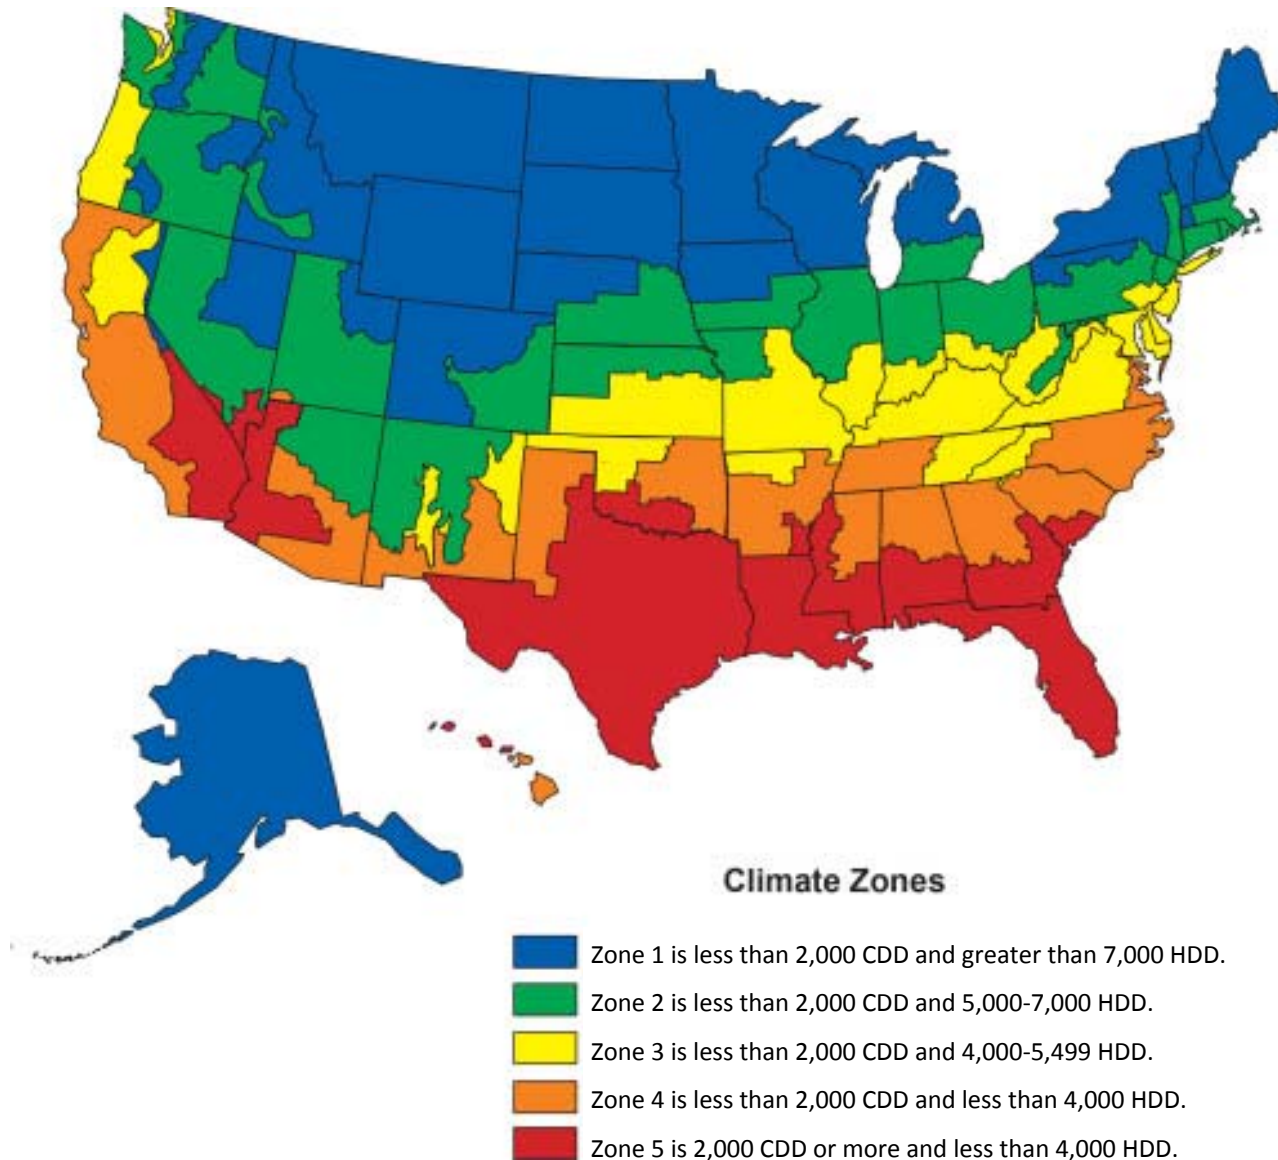 Climate Zones
Zone 1 is less than 2,000 CDD and greater than 7,000 HDD.
Zone 2 is less than 2,000 CDD and 5,000-7,000 HDD.
Zone 3 is less than 2,000 CDD and 4,000-5,499 HDD.
Zone 4 is less than 2,000 CDD and less than 4,000 HDD.
Zone 5 is 2,000 CDD or more and less than 4,000 HDD.